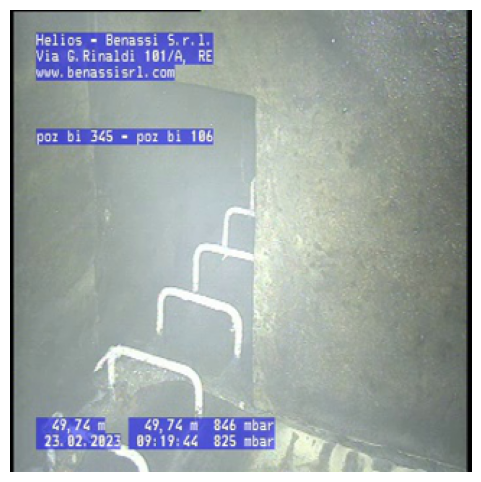 Helios - Benassi S.r.l.
Via G.Rinaldi 101/A, RE
www.benassisrl.com
poz bi 345 - poz bi 106
49,74 m 49,74 m 846 mbar
23.02.2023 09:19:44 825 mbar